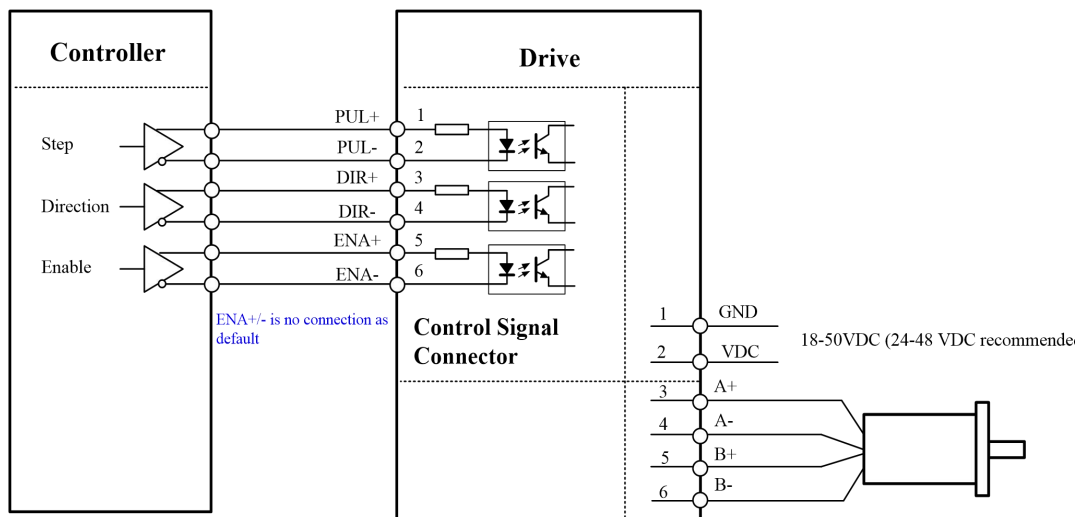 Controller
Drive
Step
PUL+ 1
PUL- 2
Direction
DIR+ 3
DIR- 4
Enable
ENA+ 5
ENA- 6
ENA+/- is no connection as
default
Control Signal
Connector
1 GND
2 VDC
18-50VDC (24-48 VDC recommende
3 A+
4 A-
5 B+
6 B-